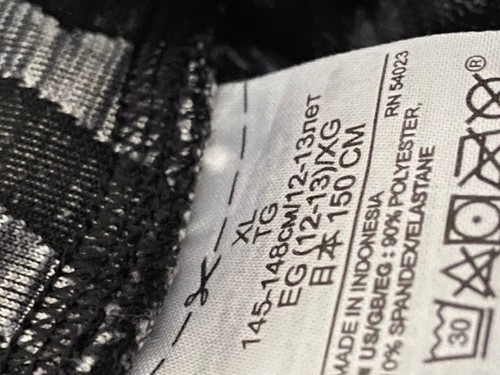 XL
TG
145-148см/12-13лет
EG (12-13)/XG
日本 150 CM
RN 54023
MADE IN INDONESIA
US/GB/EG : 90% POLYESTER,
0% SPANDEX/ELASTANE
30
®